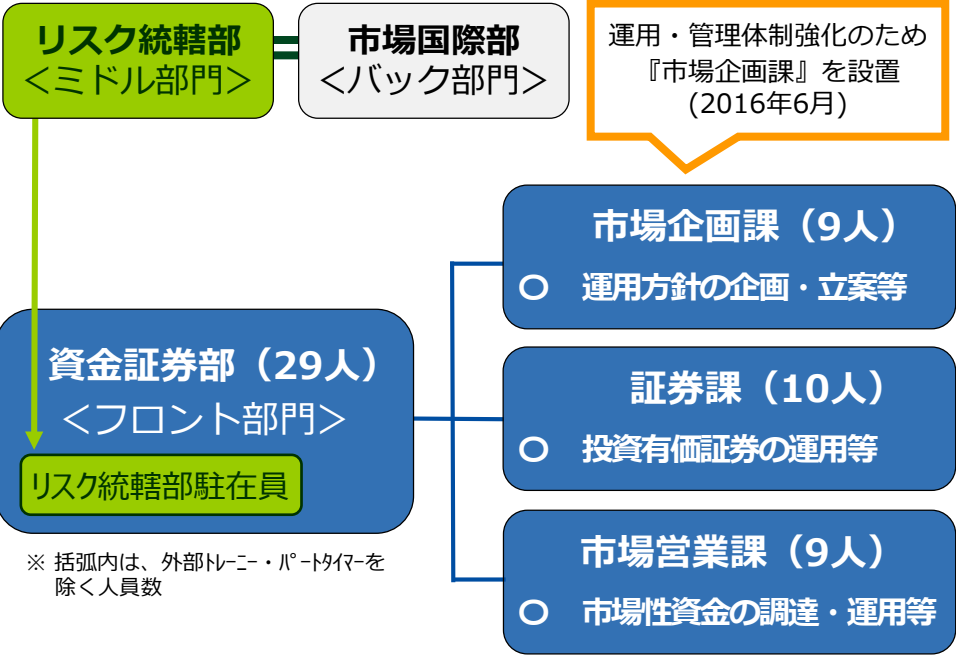 リスク統轄部
＜ミドル部門＞
市場国際部
＜バック部門＞
運用・管理体制強化のため
『市場企画課』を設置
(2016年6月)
市場企画課（9人）
○　運用方針の企画・立案等
資金証券部（29人）
＜フロント部門＞
リスク統轄部駐在員
証券課（10人）
○　投資有価証券の運用等
市場営業課（9人）
○　市場性資金の調達・運用等
※ 括弧内は、外部ﾄﾚｰﾆｰ・ﾊﾟｰﾄﾀｲﾏｰを
除く人員数